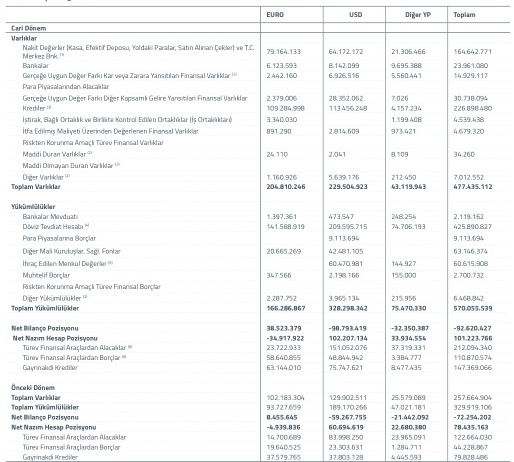 EURO USD Diğer YP Toplam
Cari Dönem
Varlıklar
Nakit Değerler (Kasa, Efektif Deposu, Yoldaki Paralar, Satın Alınan Çekler) ve T.C. Merkez Bnk. (1) 79.164.133 64.172.172 21.306.466 164.642.771
Bankalar 6.123.593 8.142.099 9.695.388 23.961.080
Gerçeğe Uygun Değer Farkı Kar veya Zarara Yansıtılan Finansal Varlıklar (2) 2.442.160 6.926.516 5.560.441 14.929.117
Para Piyasalarından Alacaklar
Gerçeğe Uygun Değer Farkı Diğer Kapsamlı Gelire Yansıtılan Finansal Varlıklar 2.379.006 28.352.062 7.026 30.738.094
Krediler (3) 109.284.998 113.456.248 4.157.234 226.898.480
İştirak, Bağlı Ortaklık ve Birlikte Kontrol Edilen Ortaklıklar (İş Ortaklıkları) 3.340.030 1.199.408 4.539.438
İtfa Edilmiş Maliyeti Üzerinden Değerlenen Finansal Varlıklar 891.290 2.814.609 973.421 4.679.320
Riskten Korunma Amaçlı Türev Finansal Varlıklar
Maddi Duran Varlıklar (2) 24.110 2.041 8.109 34.260
Maddi Olmayan Duran Varlıklar (2)
Diğer Varlıklar (2) 1.160.926 5.639.176 212.450 7.012.552
Toplam Varlıklar 204.810.246 229.504.923 43.119.943 477.435.112
Yükümlülükler
Bankalar Mevduatı 1.397.361 473.547 248.254 2.119.162
Döviz Tevdiat Hesabı (4) 141.588.919 209.595.715 74.706.193 425.890.827
Para Piyasalarına Borçlar 9.113.694 9.113.694
Diğer Mali Kuruluşlar. Sağl. Fonlar 20.665.269 42.481.105 63.146.374
İhraç Edilen Menkul Değerler (5) 60.470.981 144.927 60.615.908
Muhtelif Borçlar 347.566 2.198.166 155.000 2.700.732
Riskten Korunma Amaçlı Türev Finansal Borçlar
Diğer Yükümlülükler (2) 2.287.752 3.965.134 215.956 6.468.842
Toplam Yükümlülükler 166.286.867 328.298.342 75.470.330 570.055.539
Net Bilanço Pozisyonu 38.523.379 -98.793.419 -32.350.387 -92.620.427
Net Nazım Hesap Pozisyonu -34.917.922 102.207.134 33.934.554 101.223.766
Türev Finansal Araçlardan Alacaklar (6) 23.722.933 151.052.076 37.319.331 212.094.340
Türev Finansal Araçlardan Borçlar (6) 58.640.855 48.844.942 3.384.777 110.870.574
Gayrinakdi Krediler 63.144.010 75.747.621 8.477.435 147.369.066
Önceki Dönem
Toplam Varlıklar 102.183.304 129.902.511 25.579.089 257.664.904
Toplam Yükümlülükler 93.727.659 189.170.266 47.021.181 329.919.106
Net Bilanço Pozisyonu 8.455.645 -59.267.755 -21.442.092 -72.254.202
Net Nazım Hesap Pozisyonu -4.939.836 60.694.619 22.680.380 78.435.163
Türev Finansal Araçlardan Alacaklar 14.700.689 83.998.250 23.965.091 122.664.030
Türev Finansal Araçlardan Borçlar 19.640.525 23.303.631 1.284.711 44.228.867
Gayrinakdi Krediler 37.579.765 37.803.128 4.445.593 79.828.486